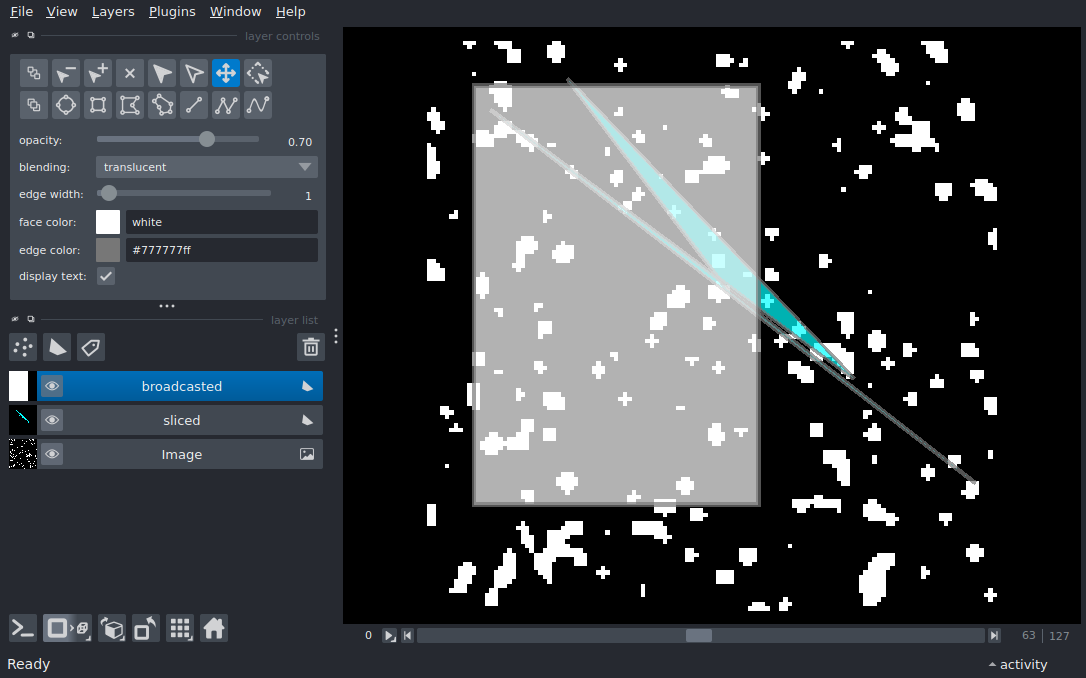 File View Layers Plugins Window Help
layer controls
opacity: 0.70
blending: translucent
edge width: 1
face color: white
edge color: #777777ff
display text:
layer list
broadcasted
sliced
Image
0 63 127
Ready activity